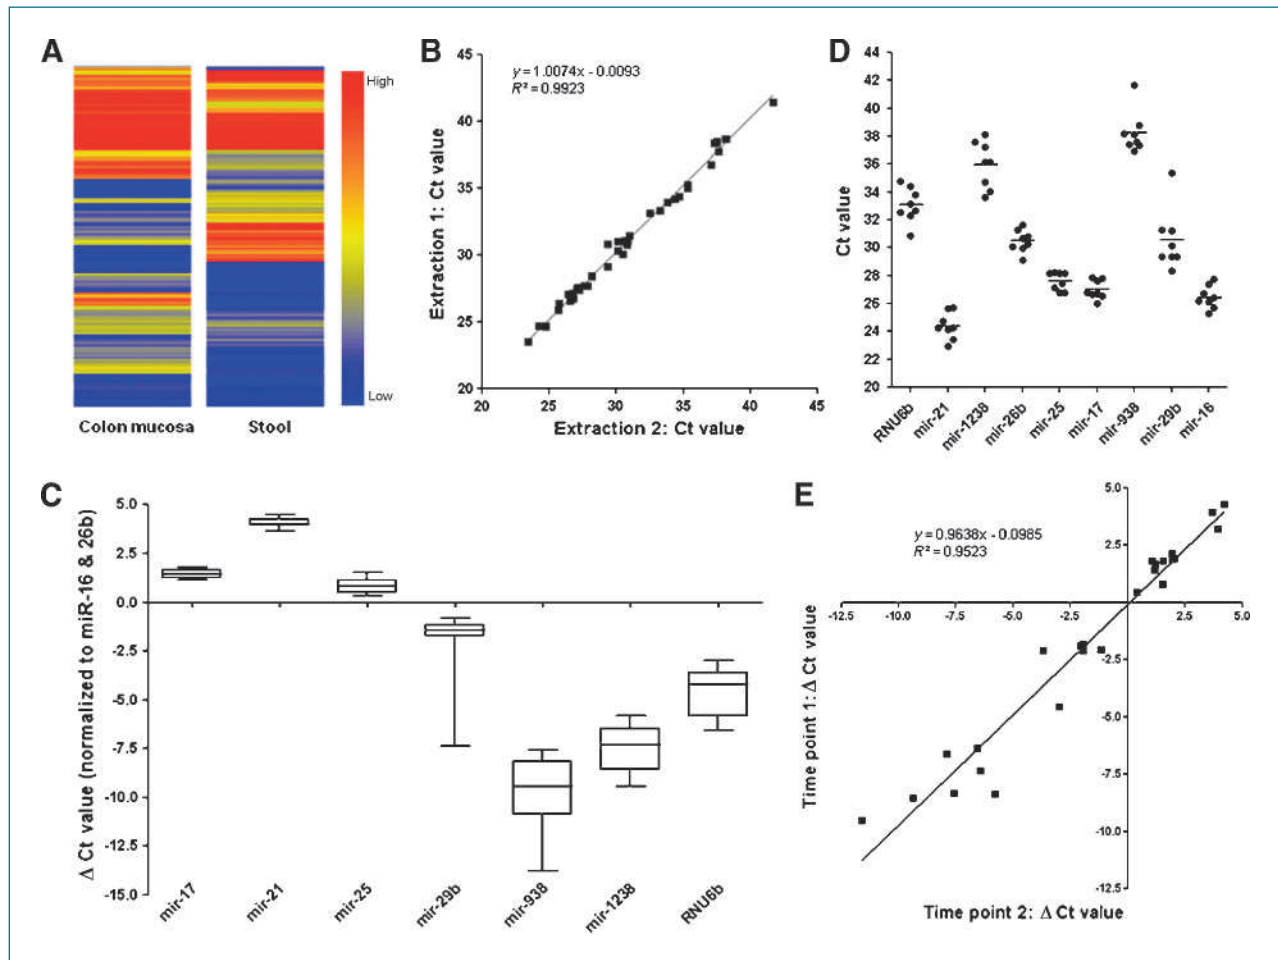 A
High
Low
Colon mucosa
Stool
B
y = 1.0074x - 0.0093
R² = 0.9923
45
40
35
30
25
20
20
25
30
35
40
45
Extraction 1: Ct value
Extraction 2: Ct value
D
44
42
40
38
36
34
32
30
28
26
24
22
20
Ct value
RNU6b
mir-21
mir-1238
mir-26b
mir-25
mir-17
mir-938
mir-29b
mir-16
C
5.0
2.5
0.0
-2.5
-5.0
-7.5
-10.0
-12.5
-15.0
Δ Ct value (normalized to miR-16 & 26b)
mir-17
mir-21
mir-25
mir-29b
mir-938
mir-1238
RNU6b
E
y = 0.9638x - 0.0985
R² = 0.9523
5.0
2.5
0.0
-12.5
-10.0
-7.5
-5.0
-2.5
0.0
2.5
5.0
-2.5
-5.0
-7.5
-10.0
-12.5
Time point 1: Δ Ct value
Time point 2: Δ Ct value